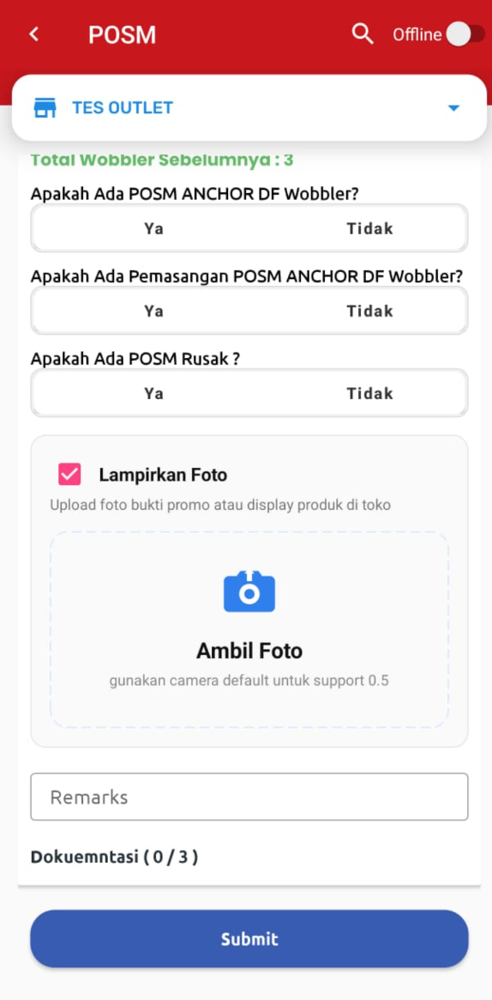 POSM
Offline
TES OUTLET
Total Wobbler Sebelumnya : 3
Apakah Ada POSM ANCHOR DF Wobbler?
Ya Tidak
Apakah Ada Pemasangan POSM ANCHOR DF Wobbler?
Ya Tidak
Apakah Ada POSM Rusak ?
Ya Tidak
Lampirkan Foto
Upload foto bukti promo atau display produk di toko
Ambil Foto
gunakan camera default untuk support 0.5
Remarks
Dokuemntasi ( 0 / 3 )
Submit